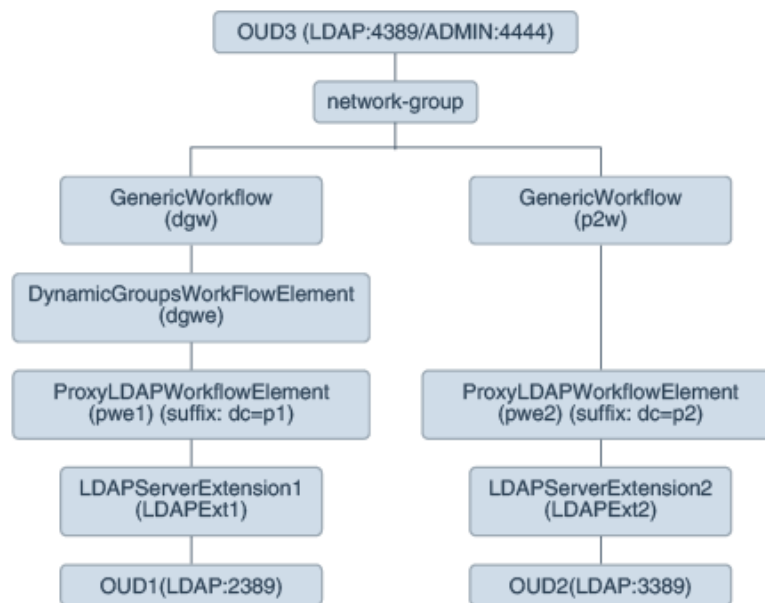 OUD3 (LDAP:4389/ADMIN:4444)
network-group
GenericWorkflow
(dgw)
GenericWorkflow
(p2w)
DynamicGroupsWorkFlowElement
(dgwe)
ProxyLDAPWorkflowElement
(pwe1) (suffix: dc=p1)
ProxyLDAPWorkflowElement
(pwe2) (suffix: dc=p2)
LDAPServerExtension1
(LDAPExt1)
LDAPServerExtension2
(LDAPExt2)
OUD1(LDAP:2389)
OUD2(LDAP:3389)